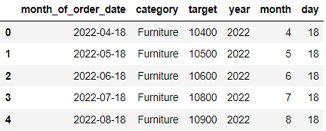 month_of_order_date category target year month day
0 2022-04-18 Furniture 10400 2022 4 18
1 2022-05-18 Furniture 10500 2022 5 18
2 2022-06-18 Furniture 10600 2022 6 18
3 2022-07-18 Furniture 10800 2022 7 18
4 2022-08-18 Furniture 10900 2022 8 18